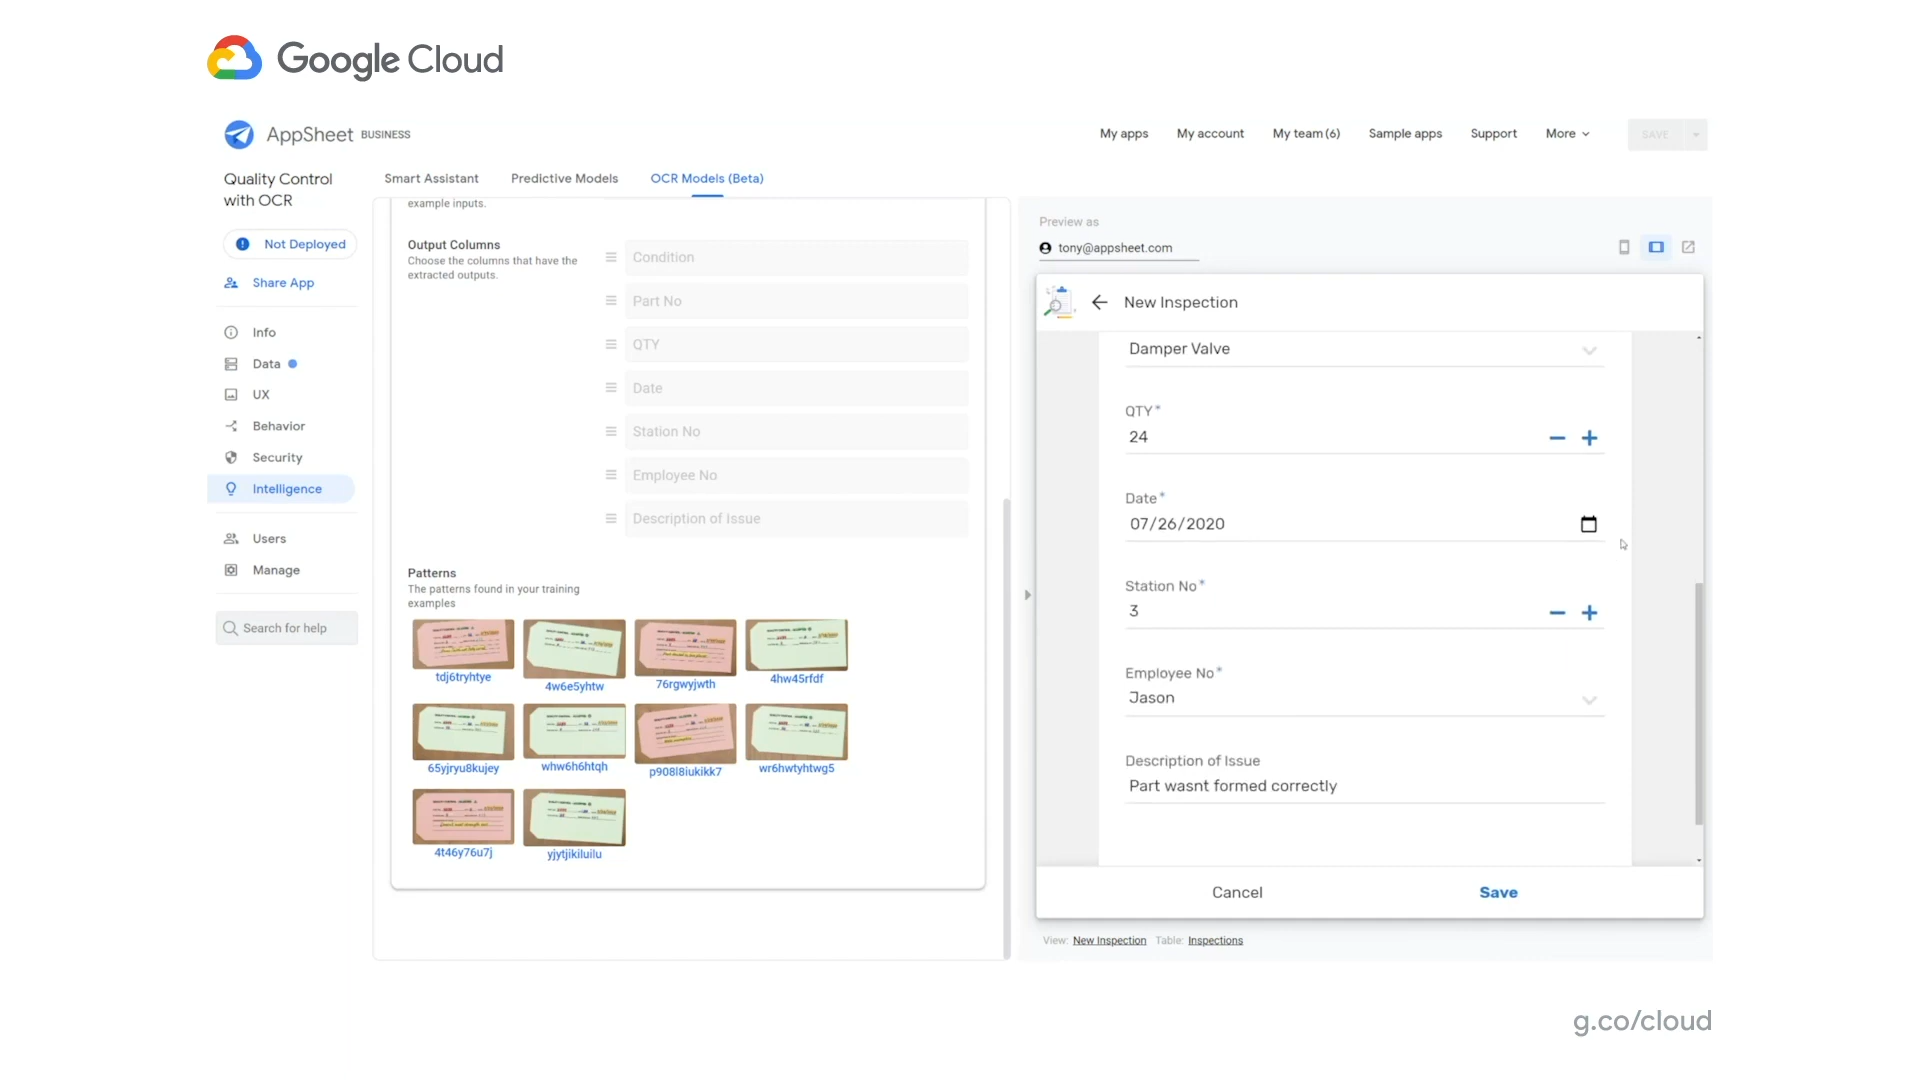 Google Cloud
AppSheet BUSINESS
My apps
My account
My team (6)
Sample apps
Support
More
SAVE
Quality Control
with OCR
Not Deployed
Share App
Info
Data
UX
Behavior
Security
Intelligence
Users
Manage
Search for help
Smart Assistant
Predictive Models
OCR Models (Beta)
example inputs.
Output Columns
Choose the columns that have the
extracted outputs.
Condition
Part No
QTY
Date
Station No
Employee No
Description of Issue
Patterns
The patterns found in your training
examples
tdj6tryhtye
4w6e5yhtw
76rgwyjwth
4hw45rfdf
65yjryu8kujey
whw6h6htqh
p908l8iukikk7
wr6hwtyhtwg5
4t46y76u7j
yjytjikiluilu
Preview as
tony@appsheet.com
New Inspection
Damper Valve
QTY*
24
Date*
07/26/2020
Station No*
3
Employee No*
Jason
Description of Issue
Part wasnt formed correctly
Cancel
Save
View: New Inspection Table: Inspections
g.co/cloud